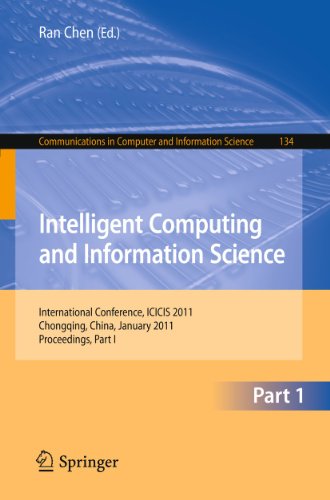 Ran Chen (Ed.)
Communications in Computer and Information Science 134
Intelligent Computing
and Information Science
International Conference, ICICIS 2011
Chongqing, China, January 2011
Proceedings, Part I
Part 1
Springer